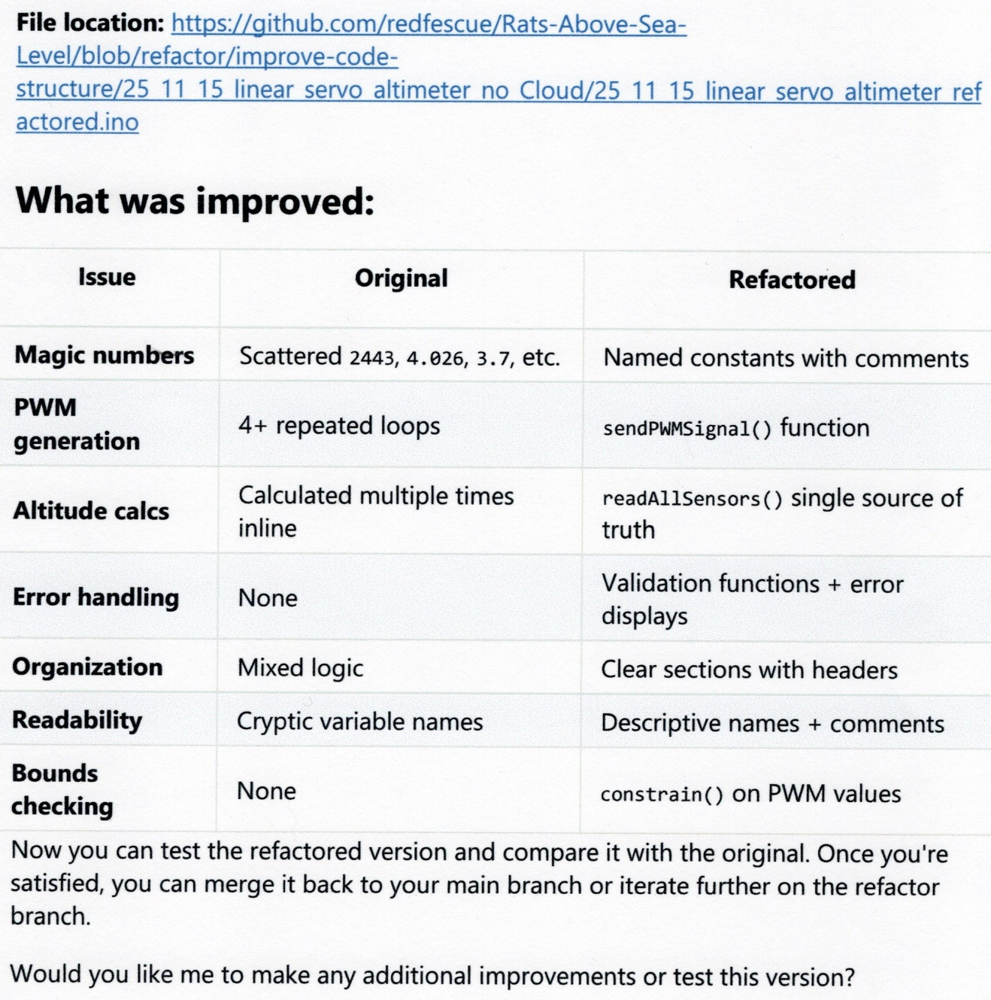 File location: https://github.com/redfescue/Rats-Above-Sea-
Level/blob/refactor/improve-code-
structure/25_11_15_linear_servo_altimeter_no_Cloud/25_11_15_linear_servo_altimeter_ref
actored.ino
What was improved:
Issue Original Refactored
Magic numbers Scattered 2443, 4.026, 3.7, etc. Named constants with comments
PWM
generation 4+ repeated loops sendPWMSignal() function
Altitude calcs Calculated multiple times
inline readAllSensors() single source of
truth
Error handling None Validation functions + error
displays
Organization Mixed logic Clear sections with headers
Readability Cryptic variable names Descriptive names + comments
Bounds
checking None constrain() on PWM values
Now you can test the refactored version and compare it with the original. Once you're
satisfied, you can merge it back to your main branch or iterate further on the refactor
branch.
Would you like me to make any additional improvements or test this version?